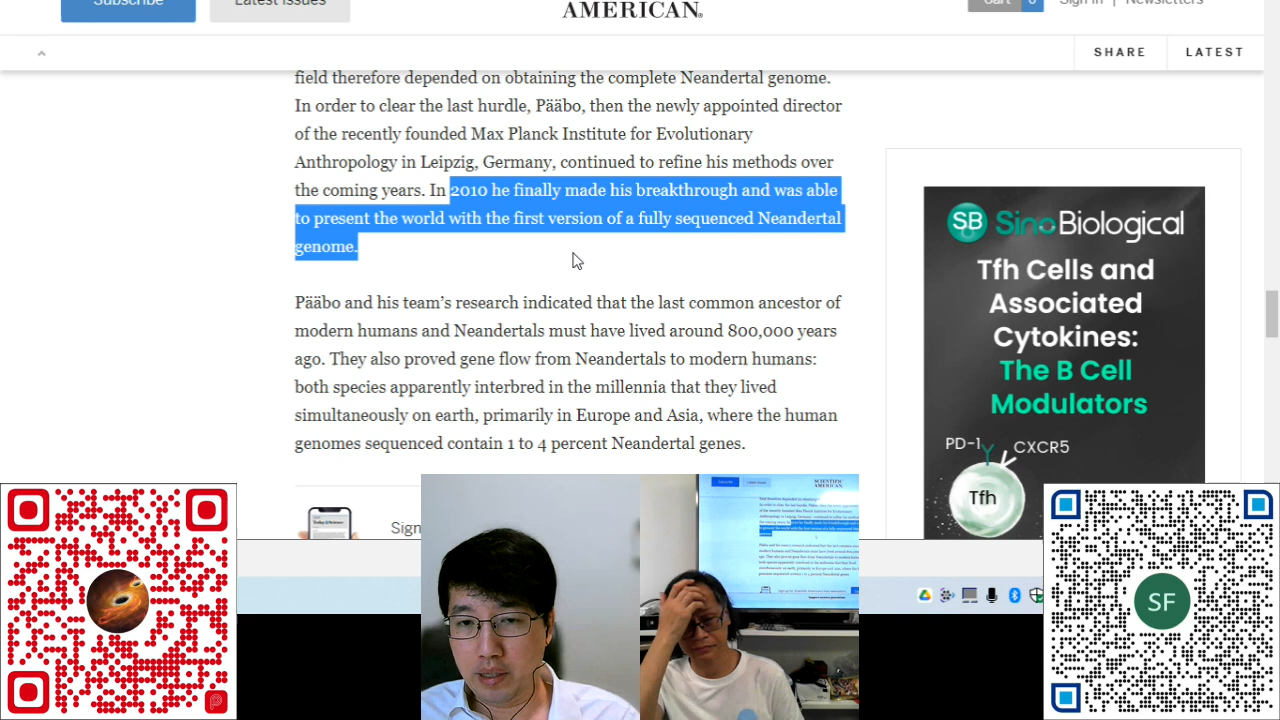 Subscribe
Latest Issues
AMERICAN®
Cart 0
Sign In | Newsletters
SHARE
LATEST
field therefore depended on obtaining the complete Neandertal genome.
In order to clear the last hurdle, Pääbo, then the newly appointed director
of the recently founded Max Planck Institute for Evolutionary
Anthropology in Leipzig, Germany, continued to refine his methods over
the coming years. In 2010 he finally made his breakthrough and was able
to present the world with the first version of a fully sequenced Neandertal
genome.
Pääbo and his team’s research indicated that the last common ancestor of
modern humans and Neandertals must have lived around 800,000 years
ago. They also proved gene flow from Neandertals to modern humans:
both species apparently interbred in the millennia that they lived
simultaneously on earth, primarily in Europe and Asia, where the human
genomes sequenced contain 1 to 4 percent Neandertal genes.
Sign
SB SinoBiological
Tfh Cells and
Associated
Cytokines:
The B Cell
Modulators
PD-1
CXCR5
Tfh
SF
SCIENTIFIC
AMERICAN.